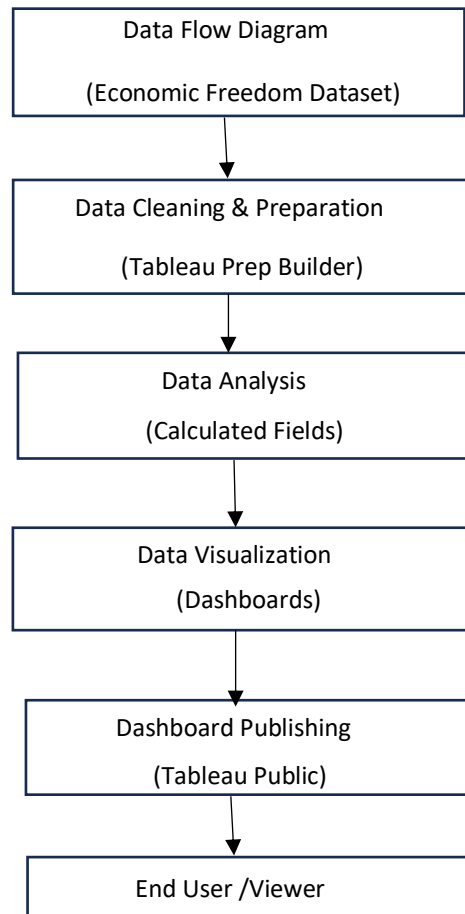 Data Flow Diagram
(Economic Freedom Dataset)
Data Cleaning & Preparation
(Tableau Prep Builder)
Data Analysis
(Calculated Fields)
Data Visualization
(Dashboards)
Dashboard Publishing
(Tableau Public)
End User /Viewer